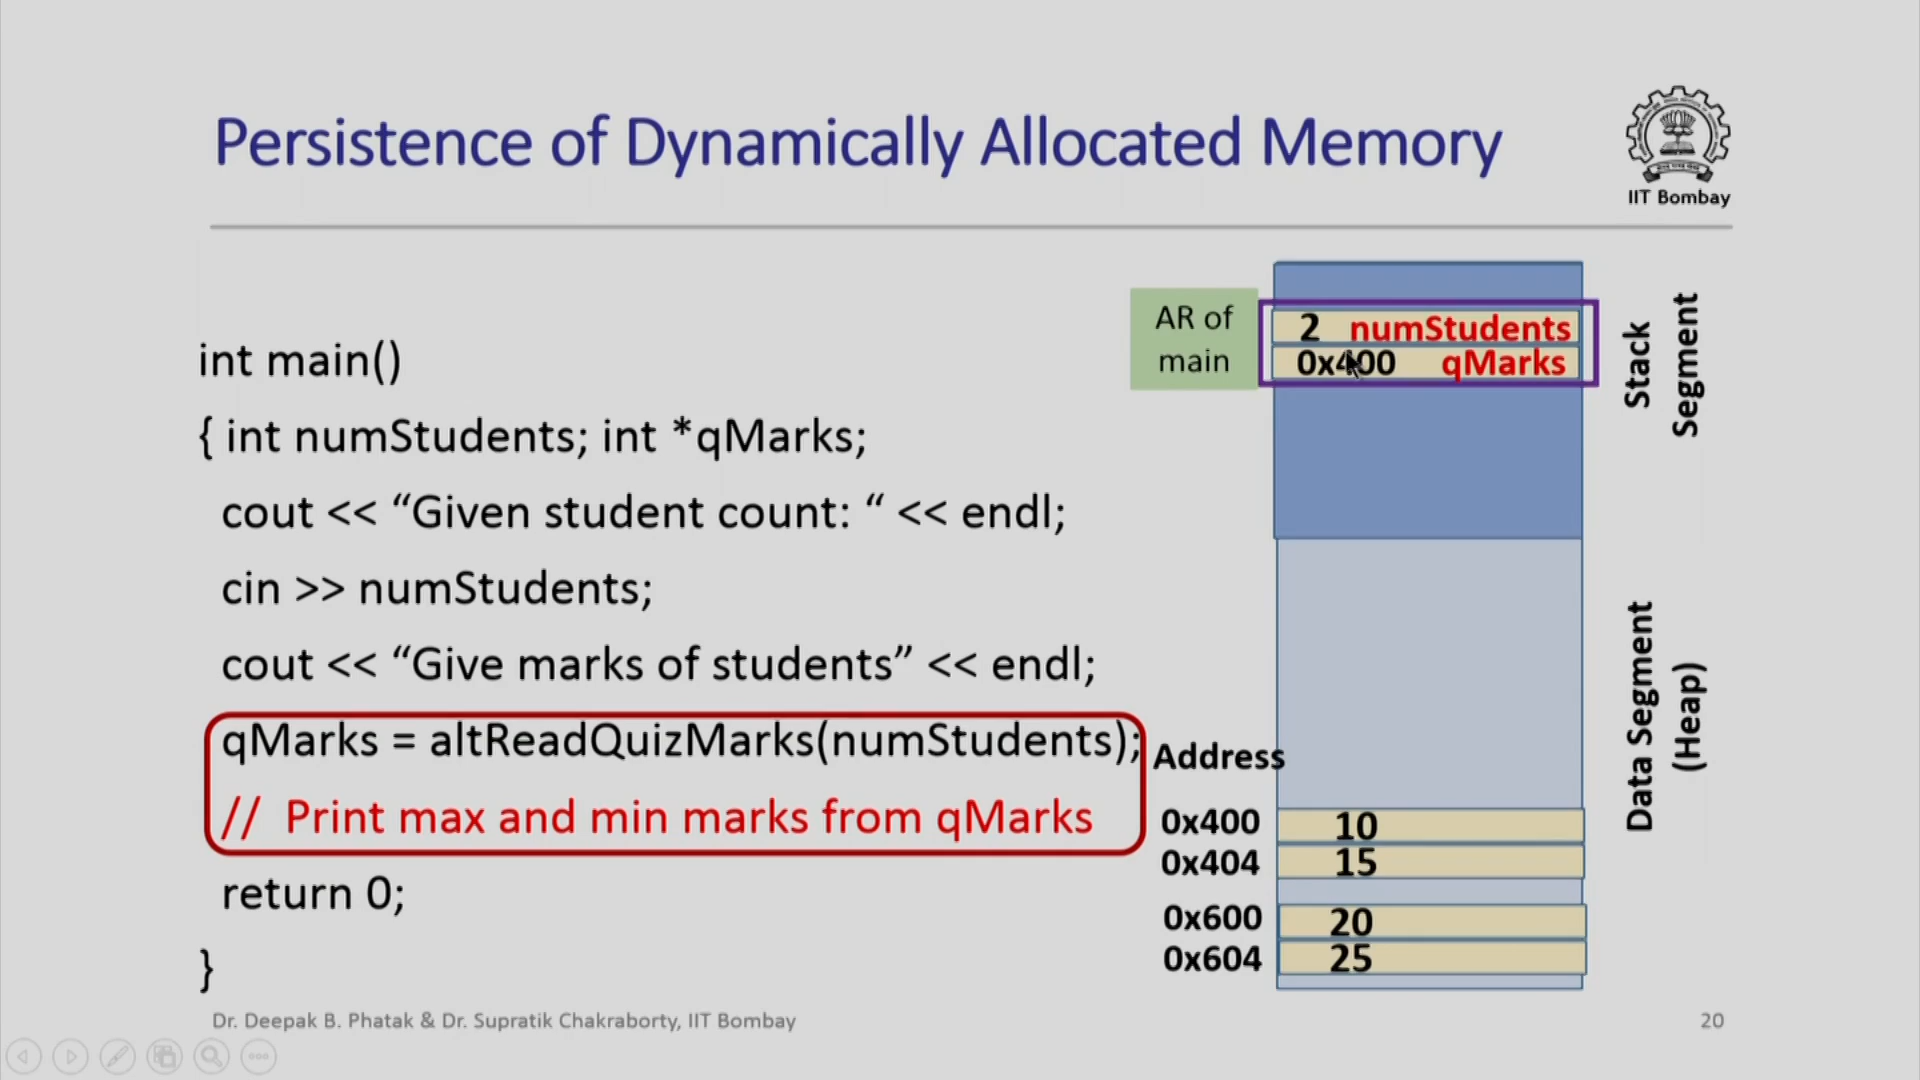 Persistence of Dynamically Allocated Memory
IIT Bombay
int main()
{ int numStudents; int *qMarks;
cout << “Given student count: “ << endl;
cin >> numStudents;
cout << “Give marks of students” << endl;
qMarks = altReadQuizMarks(numStudents);
// Print max and min marks from qMarks
return 0;
}
AR of
main
2 numStudents
0x400 qMarks
Stack
Segment
Data Segment
(Heap)
Address
0x400 10
0x404 15
0x600 20
0x604 25
Dr. Deepak B. Phatak & Dr. Supratik Chakraborty, IIT Bombay
20